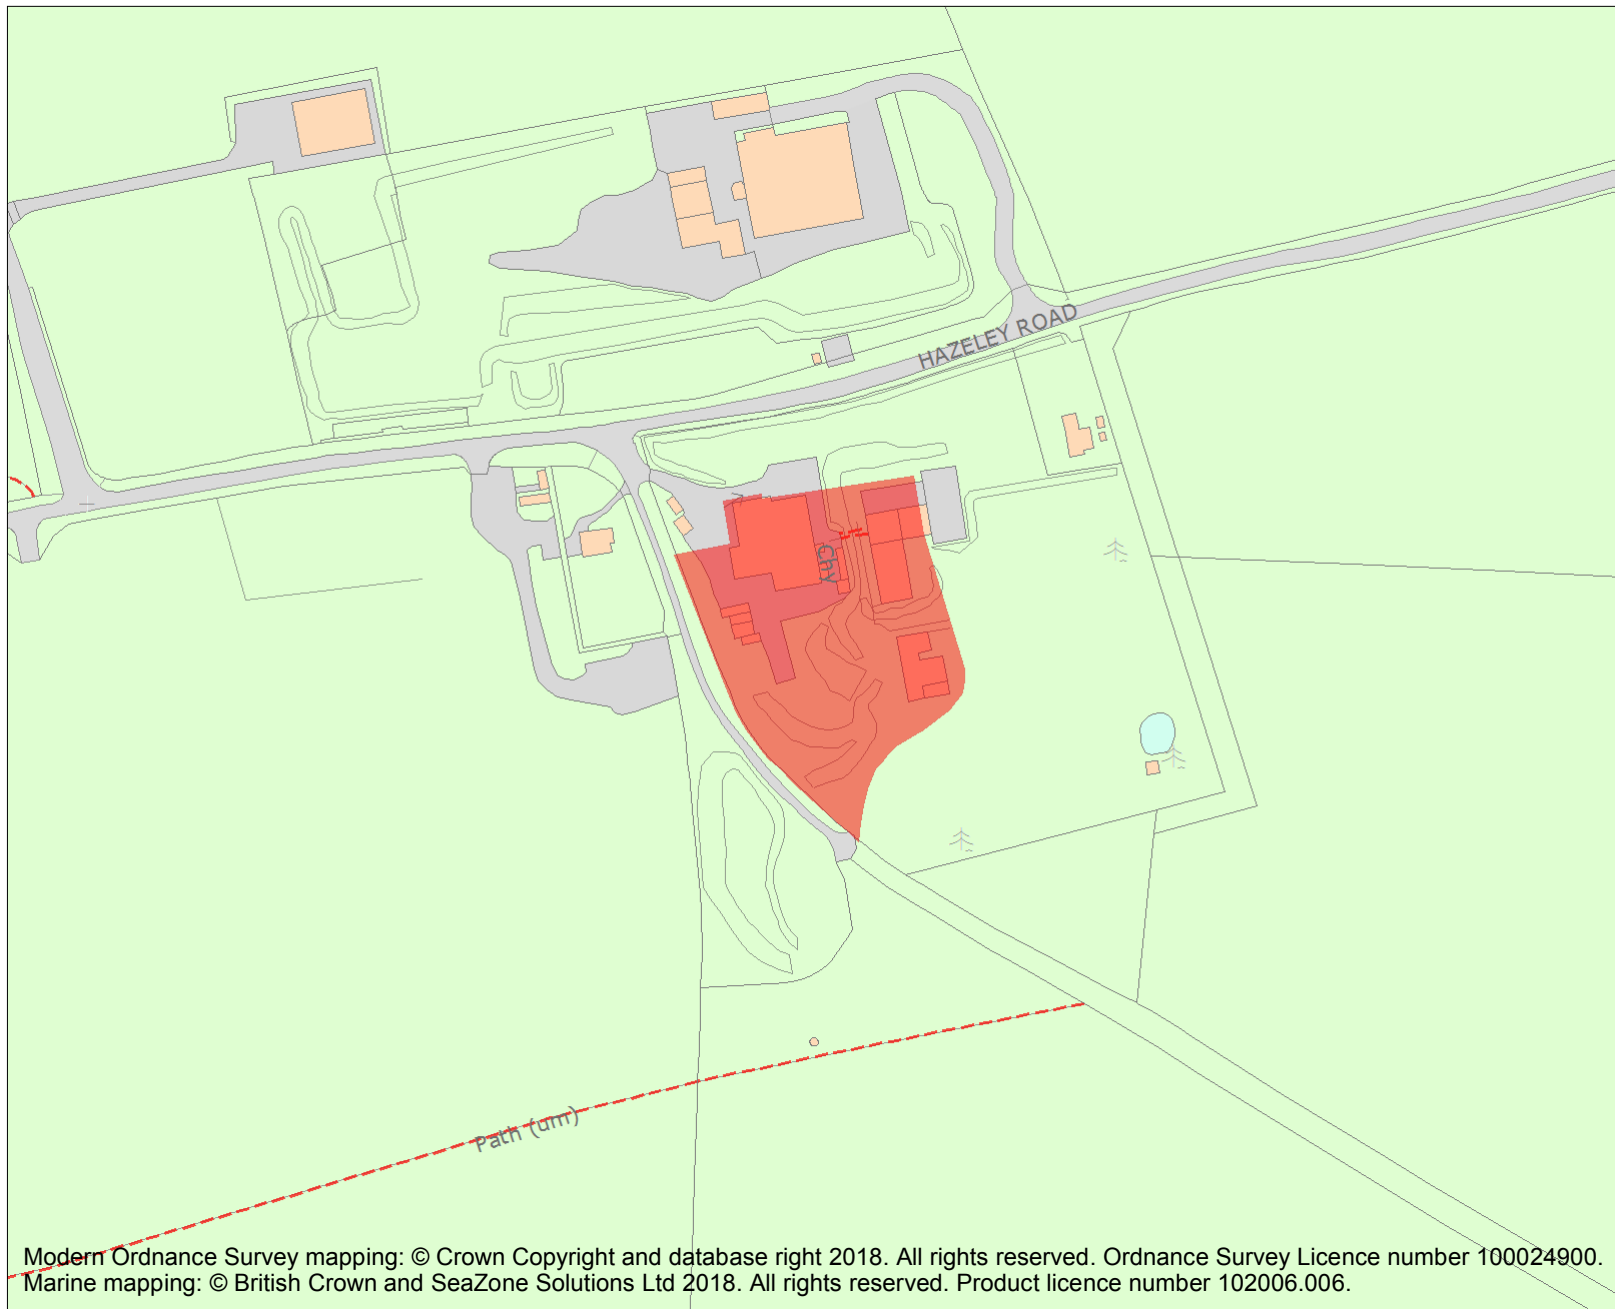 HAZELEY ROAD
Chy
Path (um)
Modern Ordnance Survey mapping: © Crown Copyright and database right 2018. All rights reserved. Ordnance Survey Licence number 100024900.
Marine mapping: © British Crown and SeaZone Solutions Ltd 2018. All rights reserved. Product licence number 102006.006.